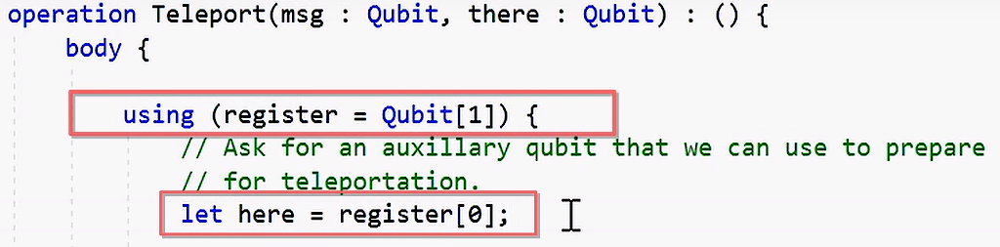 operation Teleport(msg : Qubit, there : Qubit) : () {
body {
using (register = Qubit[1]) {
// Ask for an auxillary qubit that we can use to prepare
// for teleportation.
let here = register[0];